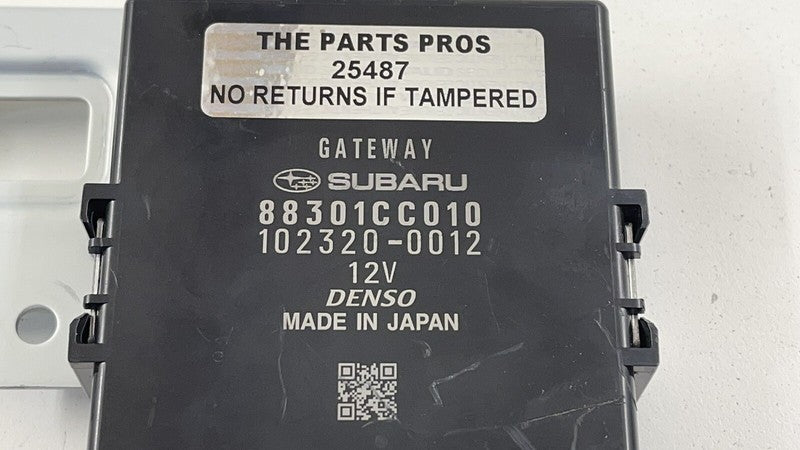 THE PARTS PROS
25487
NO RETURNS IF TAMPERED
GATEWAY
SUBARU
88301CC010
102320-0012
12V
DENSO
MADE IN JAPAN